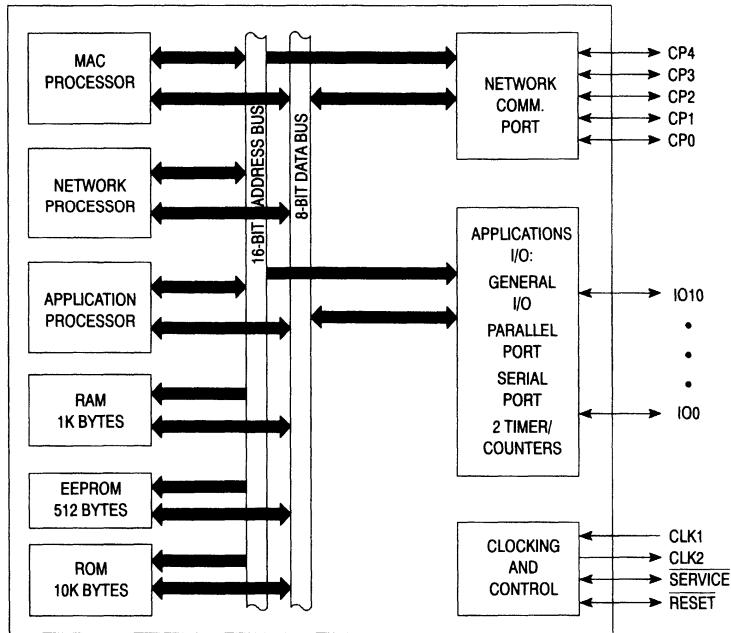 MAC
PROCESSOR
NETWORK
PROCESSOR
APPLICATION
PROCESSOR
RAM
1K BYTES
EEPROM
512 BYTES
ROM
10K BYTES
16-BIT ADDRESS BUS
8-BIT DATA BUS
NETWORK
COMM.
PORT
CP4
CP3
CP2
CP1
CP0
APPLICATIONS
I/O:
GENERAL
I/O
PARALLEL
PORT
SERIAL
PORT
2 TIMER/
COUNTERS
IO10
IO0
CLOCKING
AND
CONTROL
CLK1
CLK2
SERVICE
RESET